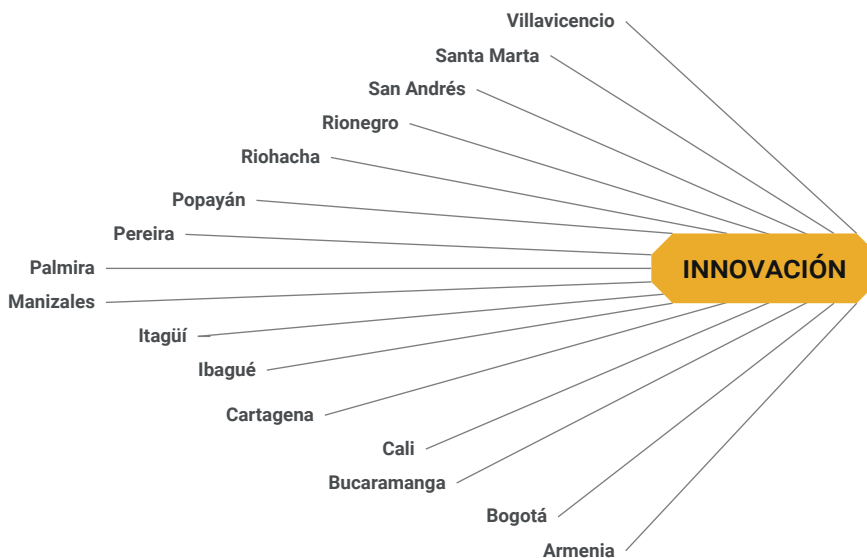 Villavicencio
Santa Marta
San Andrés
Rionegro
Riohacha
Popayán
Pereira
Palmira
INNOVACIÓN
Manizales
Itagüí
Ibagué
Cartagena
Cali
Bucaramanga
Bogotá
Armenia